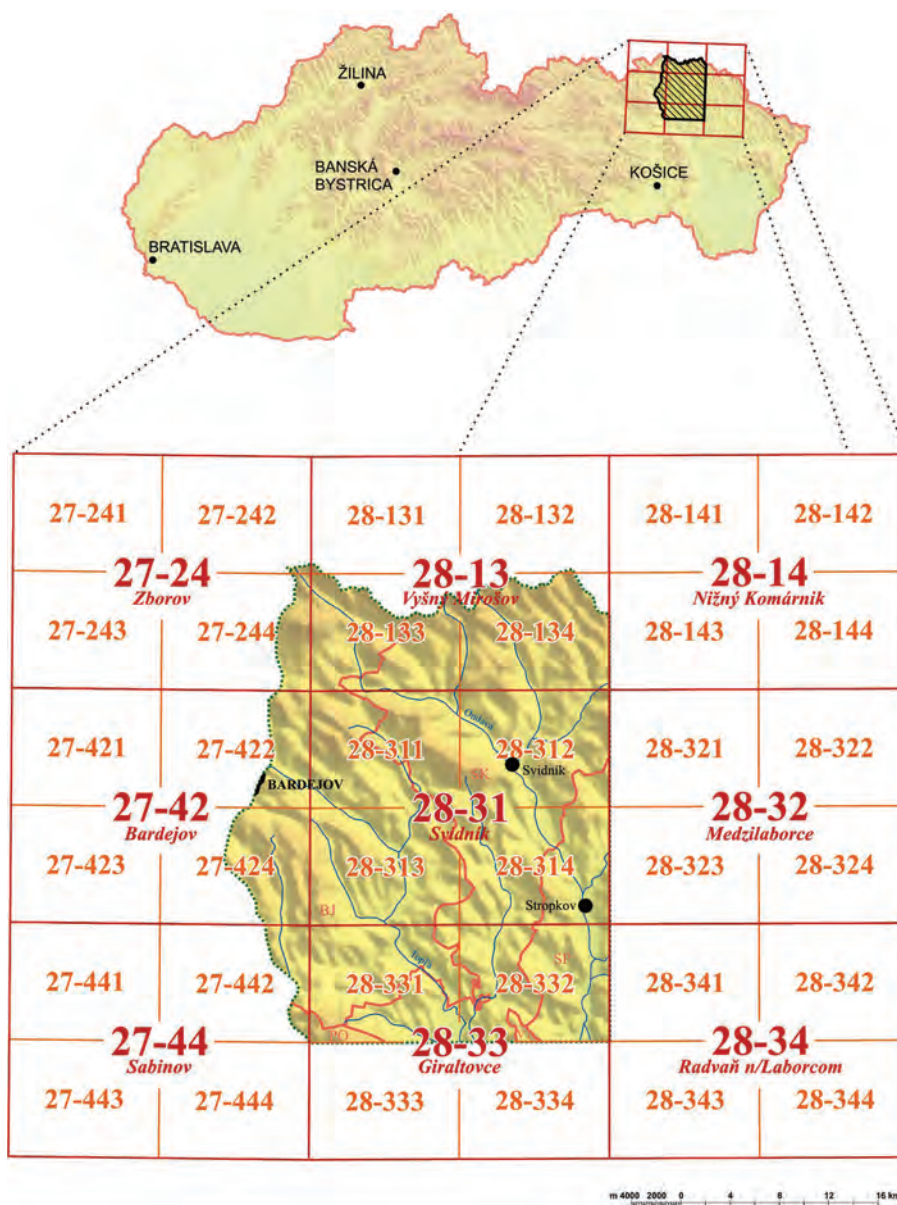 ŽILINA
BANSKÁ
BYSTRICA
KOŠICE
BRATISLAVA
27-241 27-242 28-131 28-132 28-141 28-142
27-24 28-13 28-14
Zborov Vyšný Mirošov Nižný Komárnik
27-243 27-244 28-133 28-134 28-143 28-144
Ondava
27-421 27-422 28-311 28-312 28-321 28-322
Svidník
SK
BARDEJOV
27-42 28-31 28-32
Bardejov Svidník Medzilaborce
27-423 27-424 28-313 28-314 28-323 28-324
BJ
Stropkov
Topľa
27-441 27-442 28-331 28-332 28-341 28-342
27-44 28-33 28-34
Sabinov Giraltovce Radvaň n/Laborcom
27-443 27-444 28-333 28-334 28-343 28-344
m 4000 2000 0 4 8 12 16 km